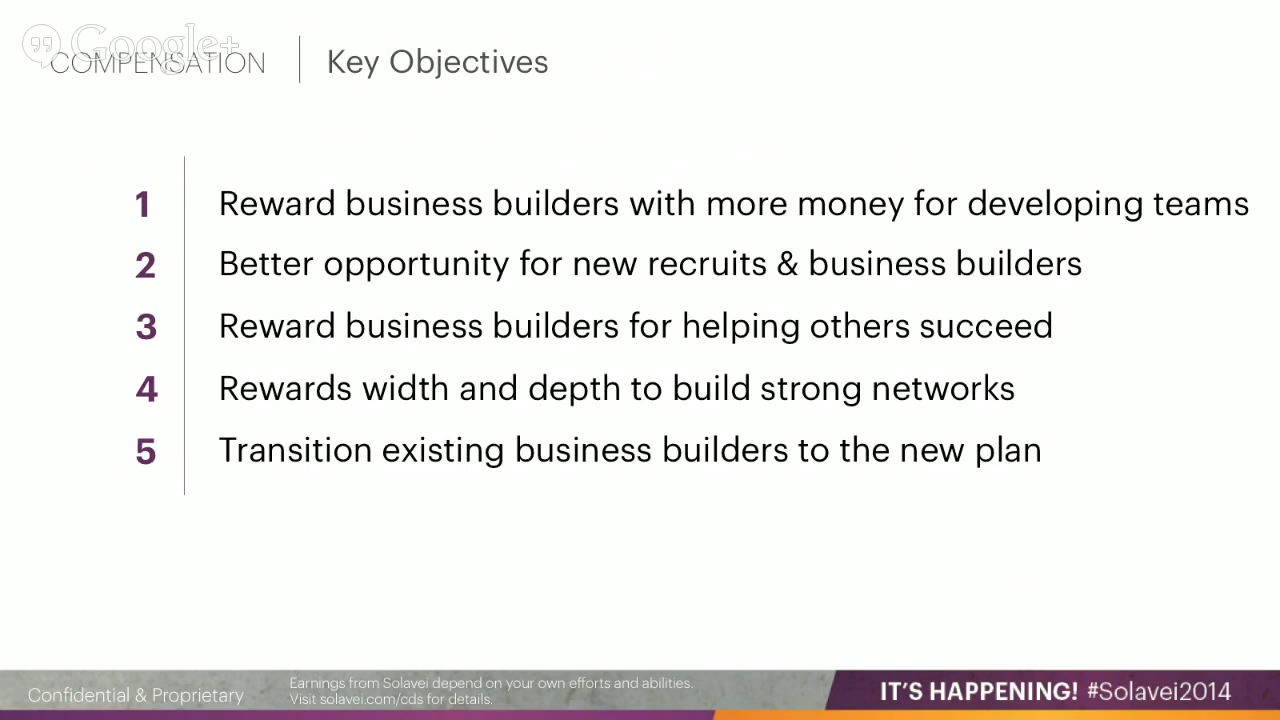 Google+
COMPENSATION
Key Objectives
1 Reward business builders with more money for developing teams
2 Better opportunity for new recruits & business builders
3 Reward business builders for helping others succeed
4 Rewards width and depth to build strong networks
5 Transition existing business builders to the new plan
Confidential & Proprietary
Earnings from Solavei depend on your own efforts and abilities.
Visit solavei.com/cds for details.
IT'S HAPPENING! #Solavei2014